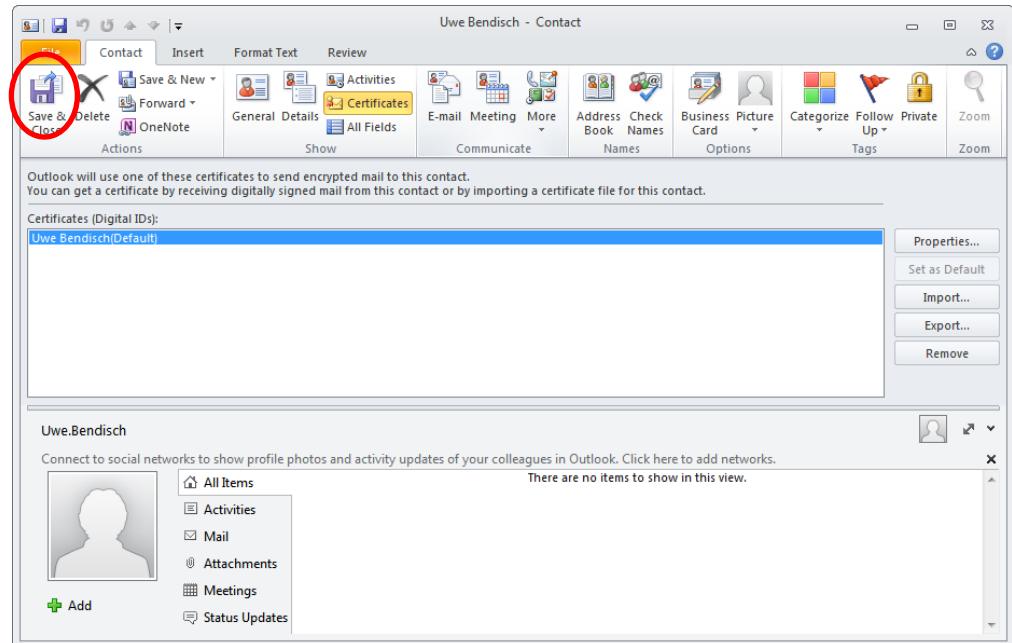 Uwe Bendisch - Contact
File Contact Insert Format Text Review
Save & Close
Delete
Save & New
Forward
OneNote
Actions
General Details
Activities
Certificates
All Fields
Show
E-mail Meeting More
Communicate
Address Book
Check Names
Names
Business Card
Picture
Options
Categorize
Follow Up
Private
Tags
Zoom
Zoom
Outlook will use one of these certificates to send encrypted mail to this contact.
You can get a certificate by receiving digitally signed mail from this contact or by importing a certificate file for this contact.
Certificates (Digital IDs):
Uwe Bendisch(Default)
Properties...
Set as Default
Import...
Export...
Remove
Uwe.Bendisch
Connect to social networks to show profile photos and activity updates of your colleagues in Outlook. Click here to add networks.
All Items
There are no items to show in this view.
Activities
Mail
Attachments
Meetings
Status Updates
Add